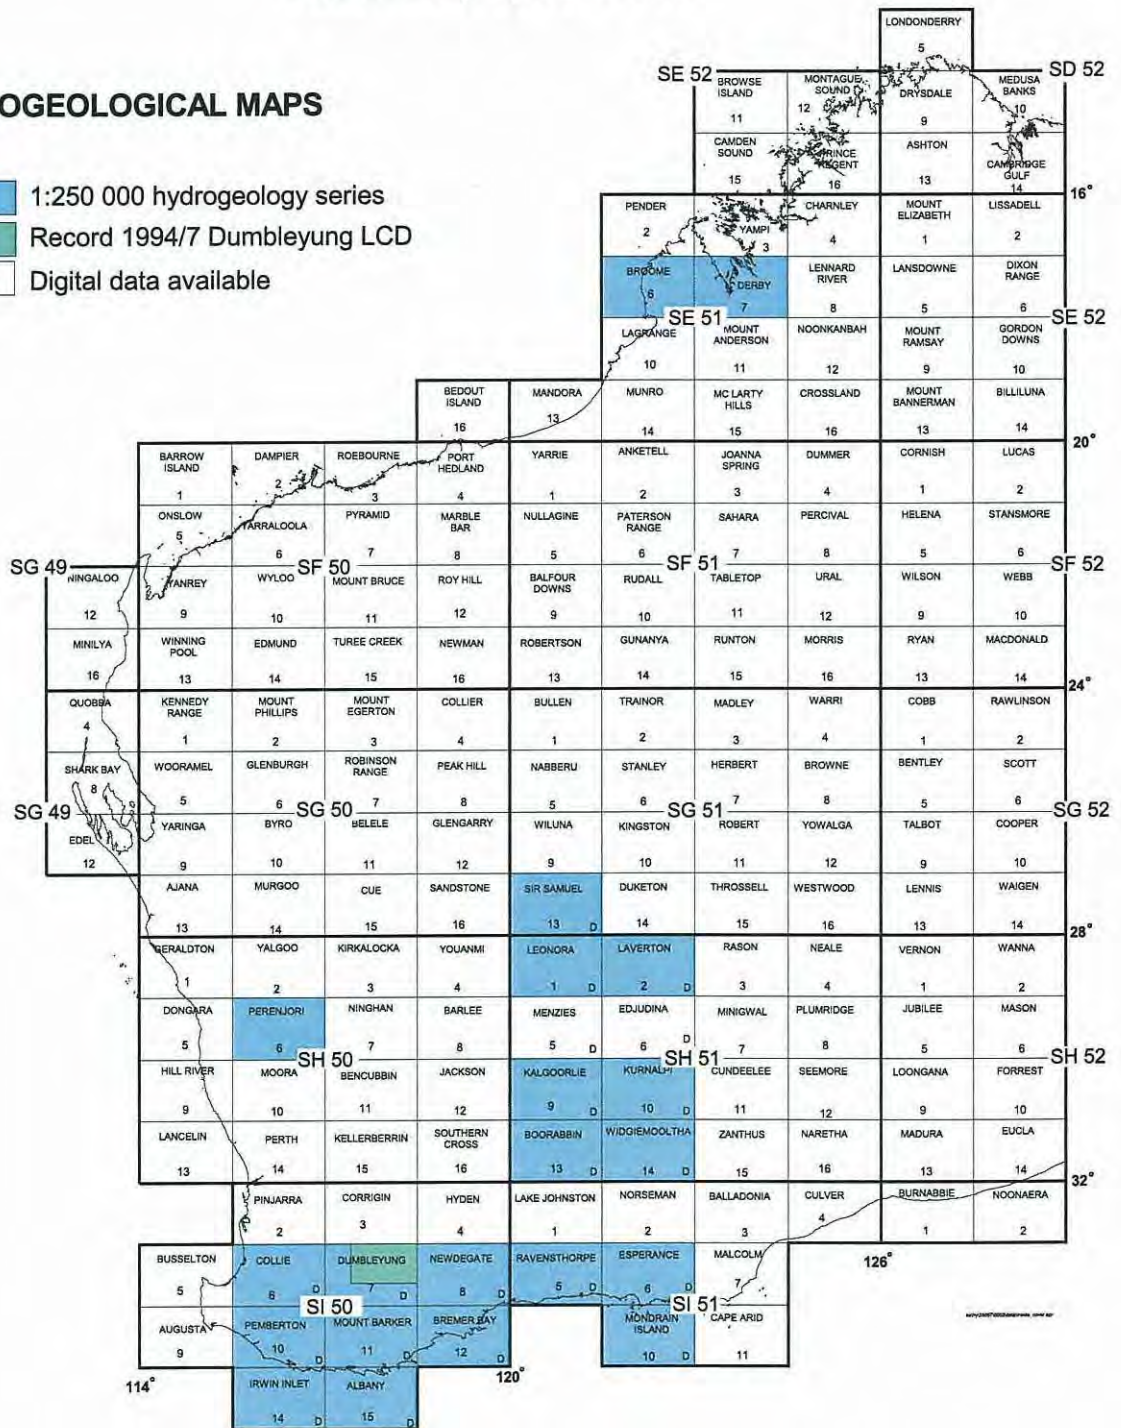 LONDONDERRY
5
SE 52
SD 52
BROWSE ISLAND
11
MONTAGUE SOUND
12
DRYSDALE
9
MEDUSA BANKS
10
OGEOLOGICAL MAPS
CAMDEN SOUND
15
PRINCE REGENT
16
ASHTON
13
CAMBRIDGE GULF
14
16°
1:250 000 hydrogeology series
Record 1994/7 Dumbleyung LCD
Digital data available
PENDER
2
YAMPI
3
CHARNLEY
4
MOUNT ELIZABETH
1
LISSADELL
2
BROOME
6
DERBY
7
LENNARD RIVER
8
LANSDOWNE
5
DIXON RANGE
6
SE 51
SE 52
LAGRANGE
10
MOUNT ANDERSON
11
NOONKANBAH
12
MOUNT RAMSAY
9
GORDON DOWNS
10
BEDOUT ISLAND
16
MANDORA
13
MUNRO
14
MC LARTY HILLS
15
CROSSLAND
16
MOUNT BANNERMAN
13
BILLILUNA
14
20°
BARROW ISLAND
1
DAMPIER
2
ROEBOURNE
3
PORT HEDLAND
4
YARRIE
1
ANKETELL
2
JOANNA SPRING
3
DUMMER
4
CORNISH
1
LUCAS
2
ONSLOW
5
YARRALOOLA
6
PYRAMID
7
MARBLE BAR
8
NULLAGINE
5
PATERSON RANGE
6
SAHARA
7
PERCIVAL
8
HELENA
5
STANSMORE
6
SG 49
SF 50
SF 51
SF 52
NINGALOO
12
YANREY
9
WYLOO
10
MOUNT BRUCE
11
ROY HILL
12
BALFOUR DOWNS
9
RUDALL
10
TABLETOP
11
URAL
12
WILSON
9
WEBB
10
MINILYA
16
WINNING POOL
13
EDMUND
14
TUREE CREEK
15
NEWMAN
16
ROBERTSON
13
GUNANYA
14
RUNTON
15
MORRIS
16
RYAN
13
MACDONALD
14
24°
QUOBBA
4
KENNEDY RANGE
1
MOUNT PHILLIPS
2
MOUNT EGERTON
3
COLLIER
4
BULLEN
1
TRAINOR
2
MADLEY
3
WARRI
4
COBB
1
RAWLINSON
2
SHARK BAY
8
WOORAMEL
5
GLENBURGH
6
ROBINSON RANGE
7
PEAK HILL
8
NABBERU
5
STANLEY
6
HERBERT
7
BROWNE
8
BENTLEY
5
SCOTT
6
SG 49
SG 50
SG 51
SG 52
EDEL
12
YARINGA
9
BYRO
10
BELELE
11
GLENGARRY
12
WILUNA
9
KINGSTON
10
ROBERT
11
YOWALGA
12
TALBOT
9
COOPER
10
AJANA
13
MURGOO
14
CUE
15
SANDSTONE
16
SIR SAMUEL
13 D
DUKETON
14
THROSSELL
15
WESTWOOD
16
LENNIS
13
WAIGEN
14
28°
GERALDTON
1
YALGOO
2
KIRKALOCKA
3
YOUANMI
4
LEONORA
1 D
LAVERTON
2 D
RASON
3
NEALE
4
VERNON
1
WANNA
2
DONGARA
5
PERENJORI
6
NINGHAN
7
BARLEE
8
MENZIES
5 D
EDJUDINA
6 D
MINIGWAL
7
PLUMRIDGE
8
JUBILEE
5
MASON
6
SH 50
SH 51
SH 52
HILL RIVER
9
MOORA
10
BENCUBBIN
11
JACKSON
12
KALGOORLIE
9 D
KURNALPI
10 D
CUNDEELEE
11
SEEMORE
12
LOONGANA
9
FORREST
10
LANCELIN
13
PERTH
14
KELLERBERRIN
15
SOUTHERN CROSS
16
BOORABBIN
13 D
WIDGIEMOOLTHA
14 D
ZANTHUS
15
NARETHA
16
MADURA
13
EUCLA
14
32°
PINJARRA
2
CORRIGIN
3
HYDEN
4
LAKE JOHNSTON
1
NORSEMAN
2
BALLADONIA
3
CULVER
4
BURNABBIE
1
NOONAERA
2
BUSSELTON
5
COLLIE
6 D
DUMBLEYUNG
7 D
NEWDEGATE
8 D
RAVENSTHORPE
5 D
ESPERANCE
6 D
MALCOLM
7
126°
SI 50
SI 51
AUGUSTA
9
PEMBERTON
10 D
MOUNT BARKER
11 D
BREMER BAY
12 D
MONDRAIN ISLAND
10 D
CAPE ARID
11
114°
120°
IRWIN INLET
14 D
ALBANY
15 D